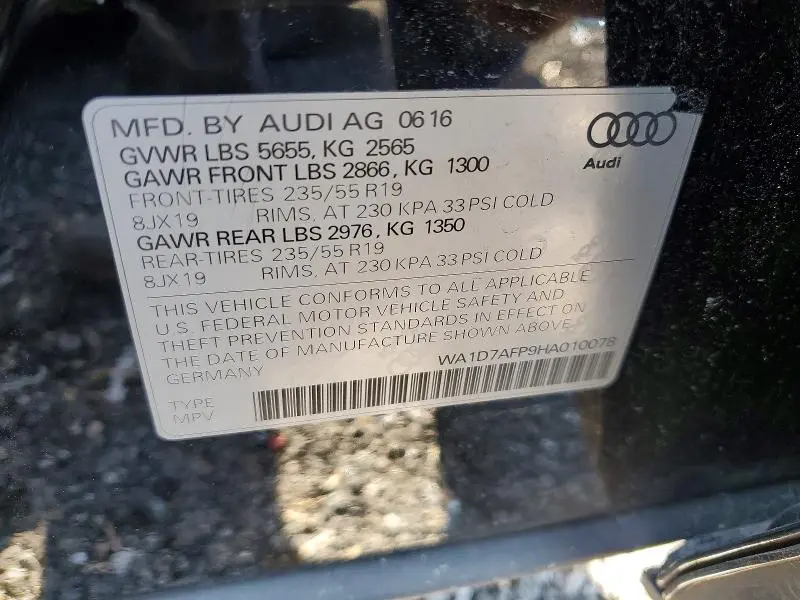 MFD. BY AUDI AG 0616
GVWR LBS 5655, KG 2565
GAWR FRONT LBS 2866, KG 1300
FRONT-TIRES 235/55 R19
8JX19 RIMS, AT 230 KPA 33 PSI COLD
GAWR REAR LBS 2976, KG 1350
REAR-TIRES 235/55 R19
8JX19 RIMS, AT 230 KPA 33 PSI COLD
THIS VEHICLE CONFORMS TO ALL APPLICABLE
U.S. FEDERAL MOTOR VEHICLE SAFETY AND
THEFT PREVENTION STANDARDS IN EFFECT ON
THE DATE OF MANUFACTURE SHOWN ABOVE.
GERMANY WA1D7AFP9HA010078
TYPE
MPV
Audi